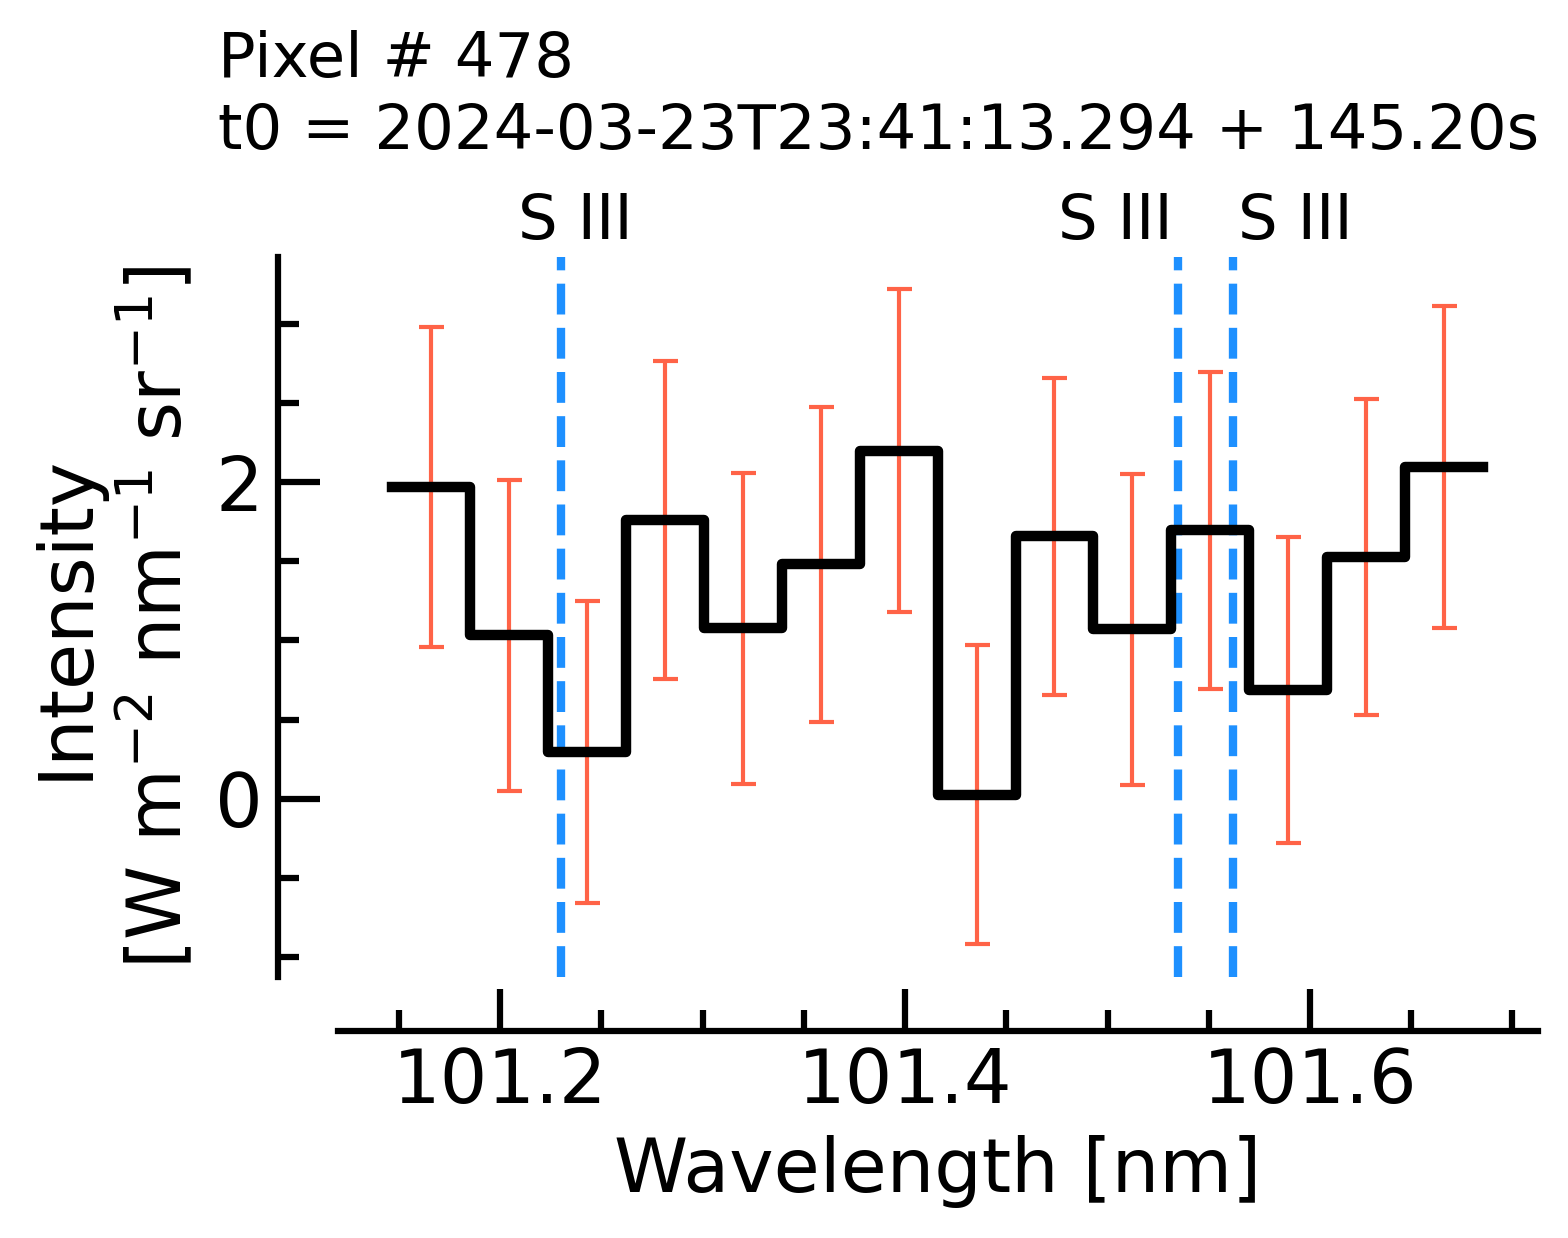 Pixel # 478
t0 = 2024-03-23T23:41:13.294 + 145.20s
S III S III S III
Intensity
[W m⁻² nm⁻¹ sr⁻¹]
2
0
101.2 101.4 101.6
Wavelength [nm]